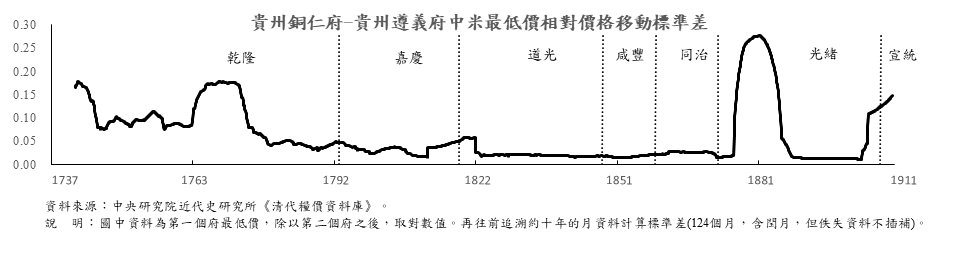 貴州銅仁府-貴州遵義府中米最低價相對價格移動標準差
0.30
0.25
0.20
0.15
0.10
0.05
0.00
乾隆 嘉慶 道光 咸豐 同治 光緒 宣統
1737 1763 1792 1822 1851 1881 1911
資料來源：中央研究院近代史研究所《清代糧價資料庫》。
說　明：圖中資料為第一個府最低價，除以第二個府之後，取對數值。再往前追溯約十年的月資料計算標準差(124個月，含閏月，但佚失資料不插補)。